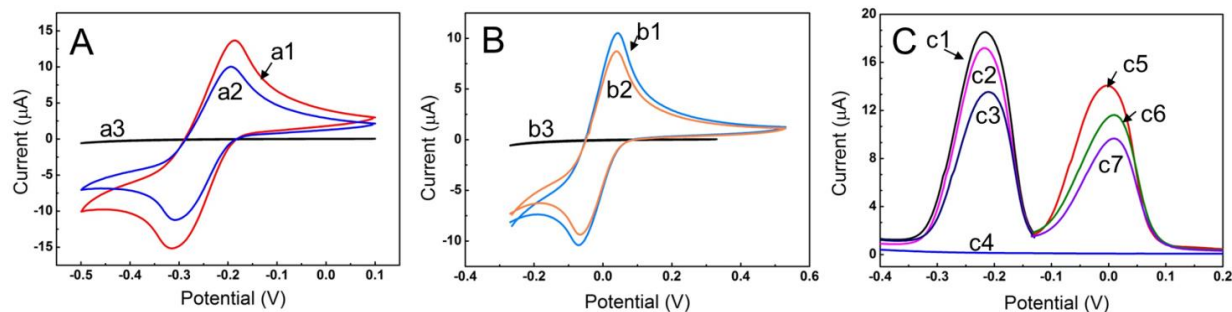 A
Current (μA)
15
10
5
0
-5
-10
-15
a1
a2
a3
-0.5
-0.4
-0.3
-0.2
-0.1
0.0
0.1
Potential (V)
B
Current (μA)
10
5
0
-5
-10
b1
b2
b3
-0.4
-0.2
0.0
0.2
0.4
0.6
Potential (V)
C
Current (μA)
18
12
6
0
24
c1
c2
c3
c4
c5
c6
c7
-0.4
-0.3
-0.2
-0.1
0.0
0.1
0.2
Potential (V)